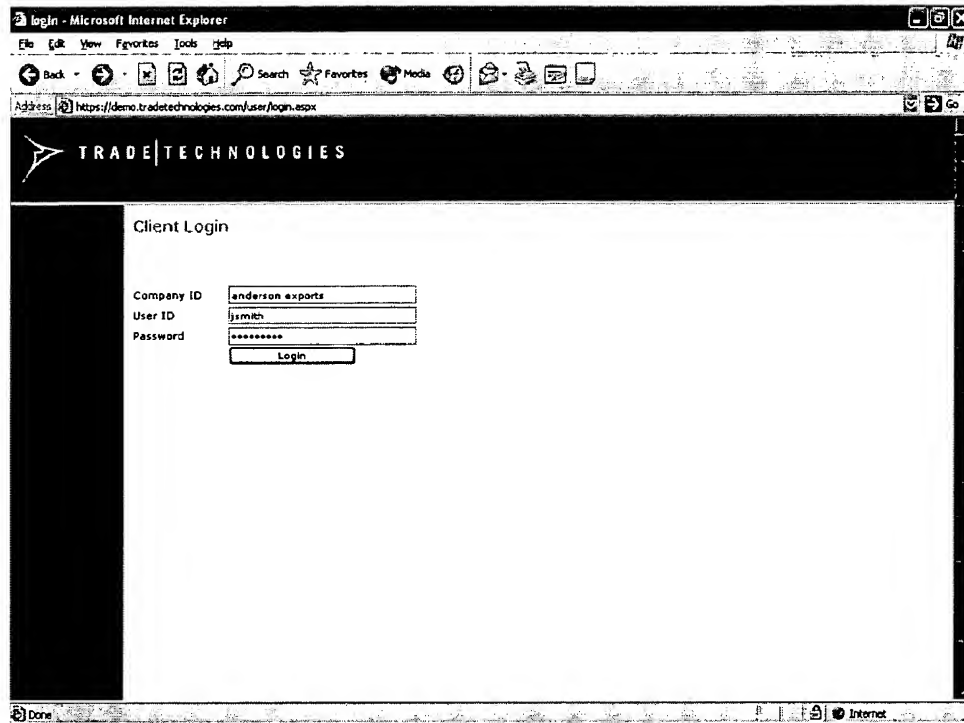 login - Microsoft Internet Explorer
File Edit View Favorites Tools Help
Back Search Favorites Media
Address https://demo.tradetechnologies.com/user/login.aspx Go
TRADE|TECHNOLOGIES
Client Login
Company ID anderson exports
User ID jsmith
Password •••••••••
Login
Done Internet